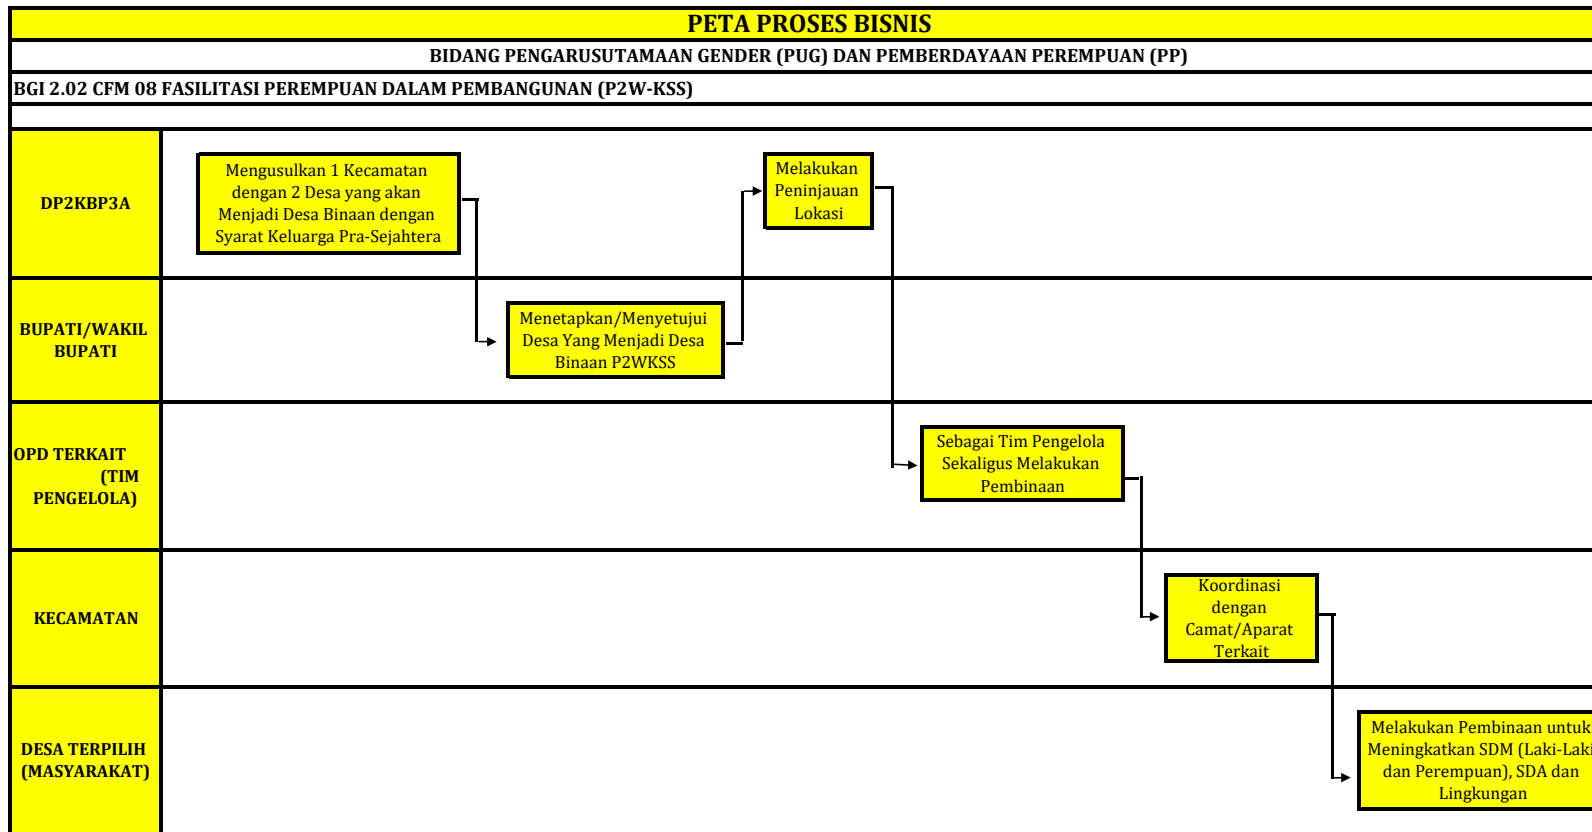 PETA PROSES BISNIS
BIDANG PENGARUSUTAMAAN GENDER (PUG) DAN PEMBERDAYAAN PEREMPUAN (PP)
BGI 2.02 CFM 08 FASILITASI PEREMPUAN DALAM PEMBANGUNAN (P2W-KSS)
DP2KBP3A
Mengusulkan 1 Kecamatan
dengan 2 Desa yang akan
Menjadi Desa Binaan dengan
Syarat Keluarga Pra-Sejahtera
Melakukan
Peninjauan
Lokasi
BUPATI/WAKIL
BUPATI
Menetapkan/Menyetujui
Desa Yang Menjadi Desa
Binaan P2WKSS
OPD TERKAIT
(TIM
PENGELOLA)
Sebagai Tim Pengelola
Sekaligus Melakukan
Pembinaan
KECAMATAN
Koordinasi
dengan
Camat/Aparat
Terkait
DESA TERPILIH
(MASYARAKAT)
Melakukan Pembinaan untuk
Meningkatkan SDM (Laki-Laki
dan Perempuan), SDA dan
Lingkungan